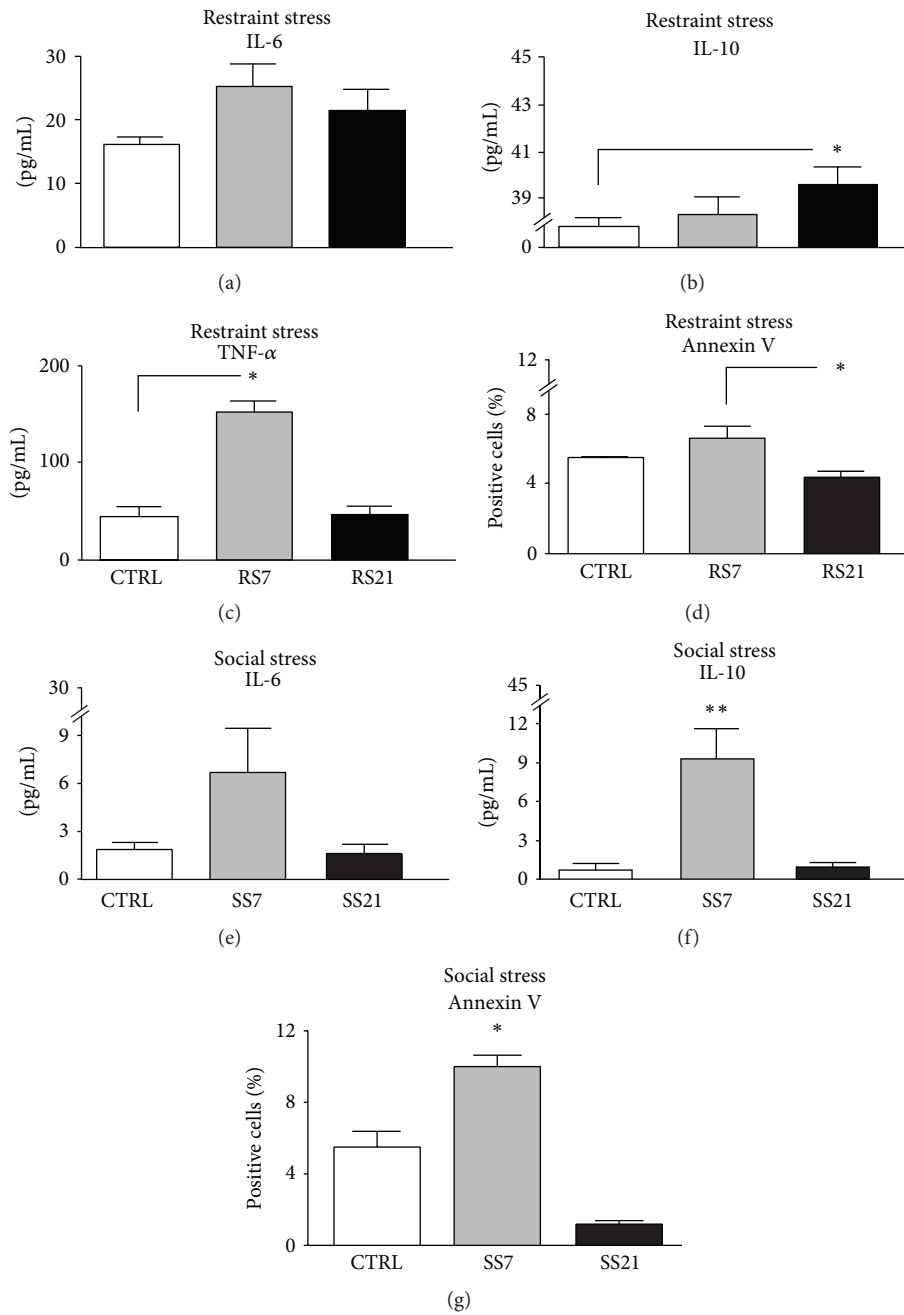 Restraint stress
IL-6
30
20
10
0
(pg/mL)
(a)
Restraint stress
IL-10
45
43
41
39
0
(pg/mL)
*
(b)
Restraint stress
TNF-α
200
100
0
(pg/mL)
*
CTRL RS7 RS21
(c)
Restraint stress
Annexin V
12
8
4
0
Positive cells (%)
*
CTRL RS7 RS21
(d)
Social stress
IL-6
30
9
6
3
0
(pg/mL)
CTRL SS7 SS21
(e)
Social stress
IL-10
45
12
9
6
3
0
(pg/mL)
**
CTRL SS7 SS21
(f)
Social stress
Annexin V
12
8
4
0
Positive cells (%)
*
CTRL SS7 SS21
(g)